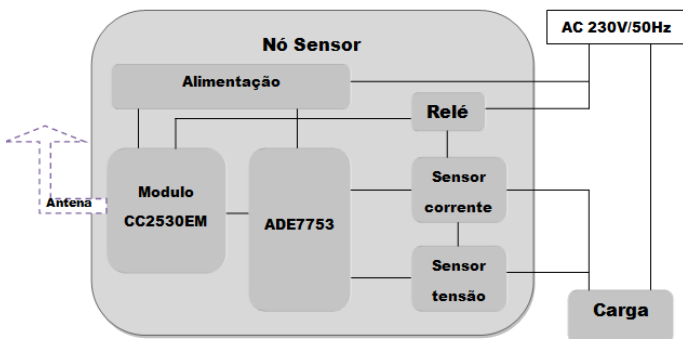 AC 230V/50Hz
Nó Sensor
Alimentação
Relé
Modulo
CC2530EM
ADE7753
Sensor
corrente
Antena
Sensor
tensão
Carga